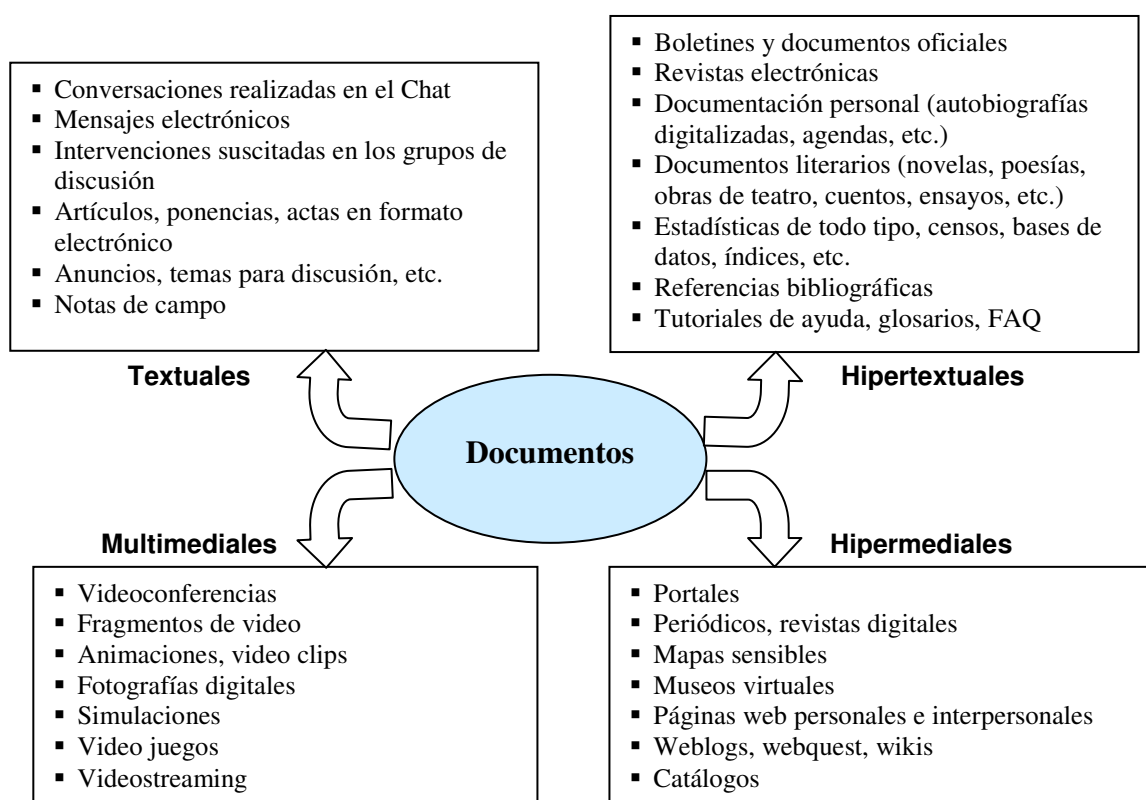 ▪ Conversaciones realizadas en el Chat
▪ Mensajes electrónicos
▪ Intervenciones suscitadas en los grupos de
discusión
▪ Artículos, ponencias, actas en formato
electrónico
▪ Anuncios, temas para discusión, etc.
▪ Notas de campo
Textuales
▪ Boletines y documentos oficiales
▪ Revistas electrónicas
▪ Documentación personal (autobiografías
digitalizadas, agendas, etc.)
▪ Documentos literarios (novelas, poesías,
obras de teatro, cuentos, ensayos, etc.)
▪ Estadísticas de todo tipo, censos, bases de
datos, índices, etc.
▪ Referencias bibliográficas
▪ Tutoriales de ayuda, glosarios, FAQ
Hipertextuales
Documentos
Multimediales
▪ Videoconferencias
▪ Fragmentos de video
▪ Animaciones, video clips
▪ Fotografías digitales
▪ Simulaciones
▪ Video juegos
▪ Videostreaming
Hipermediales
▪ Portales
▪ Periódicos, revistas digitales
▪ Mapas sensibles
▪ Museos virtuales
▪ Páginas web personales e interpersonales
▪ Weblogs, webquest, wikis
▪ Catálogos